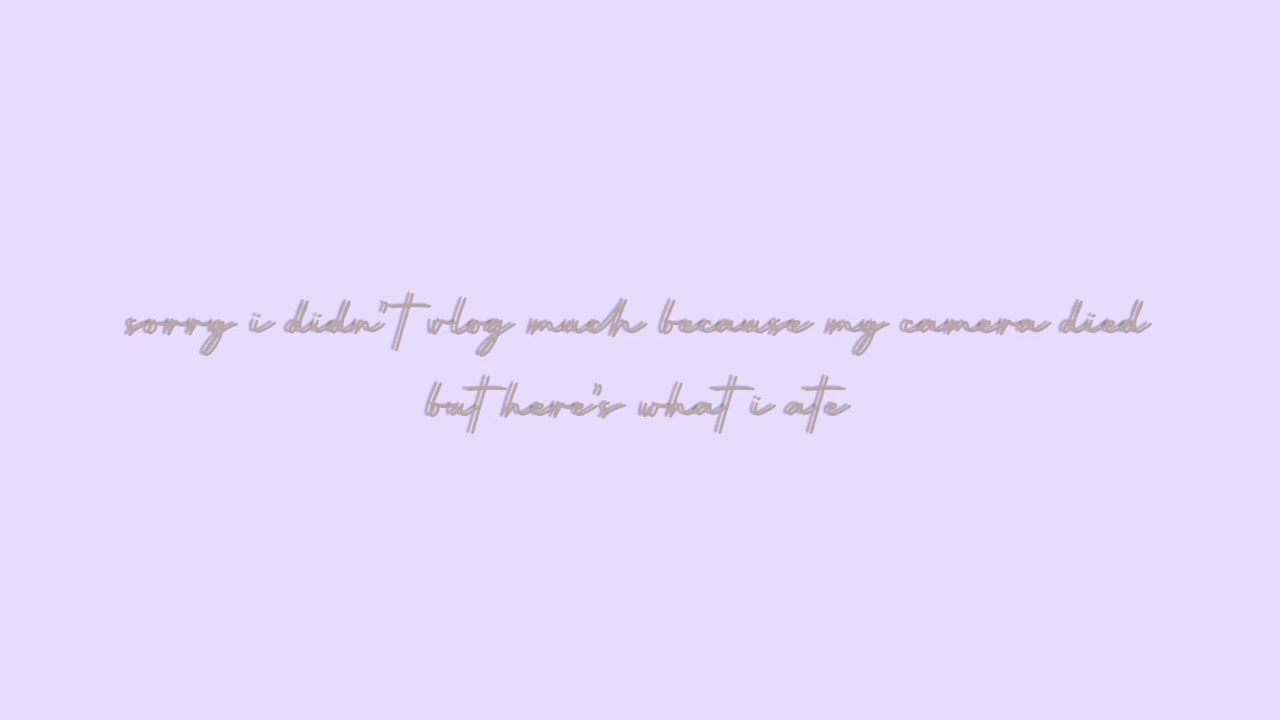 sorry i didn't vlog much because my camera died
but here's what i ate